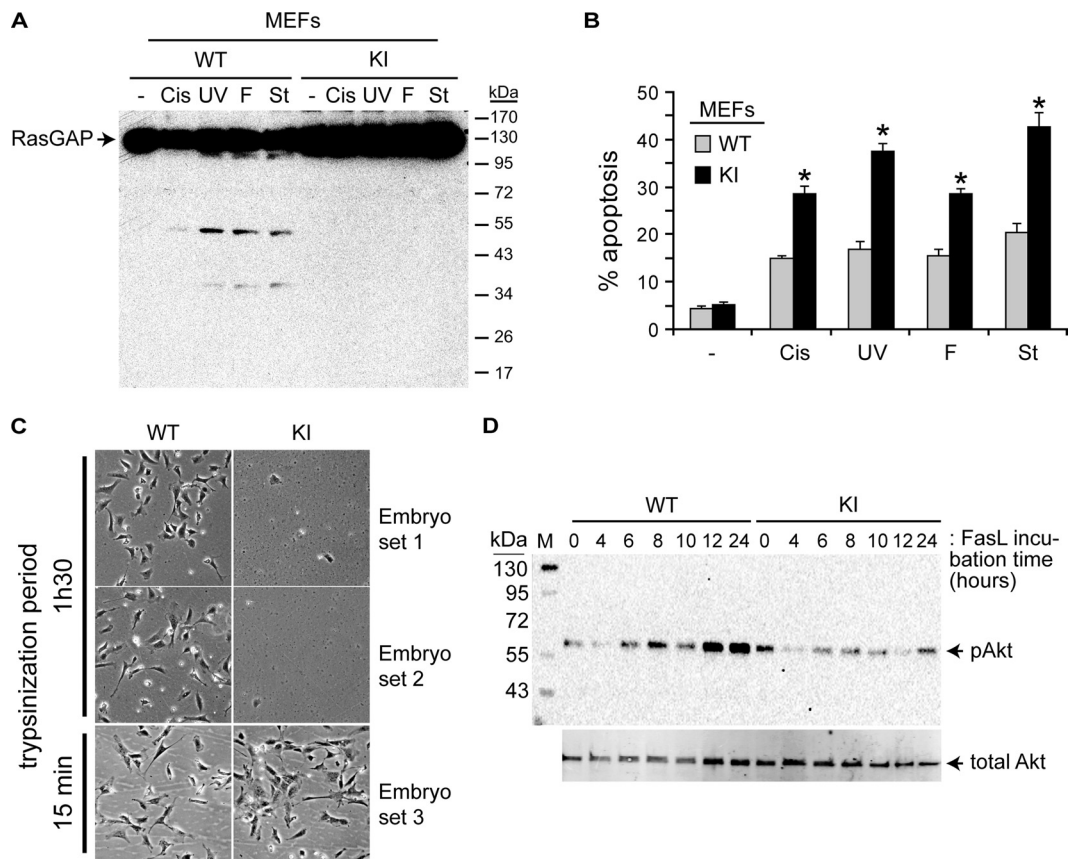 A
MEFs
WT KI
- Cis UV F St - Cis UV F St kDa
RasGAP
170
130
95
72
55
43
34
26
17
B
MEFs
WT
KI
% apoptosis
50
40
30
20
10
0
- Cis UV F St
* * * *
C
WT KI
trypsinization period
1h30
15 min
Embryo
set 1
Embryo
set 2
Embryo
set 3
D
WT KI
kDa M 0 4 6 8 10 12 24 0 4 6 8 10 12 24 : FasL incu-
bation time
(hours)
130
95
72
55
43
pAkt
total Akt